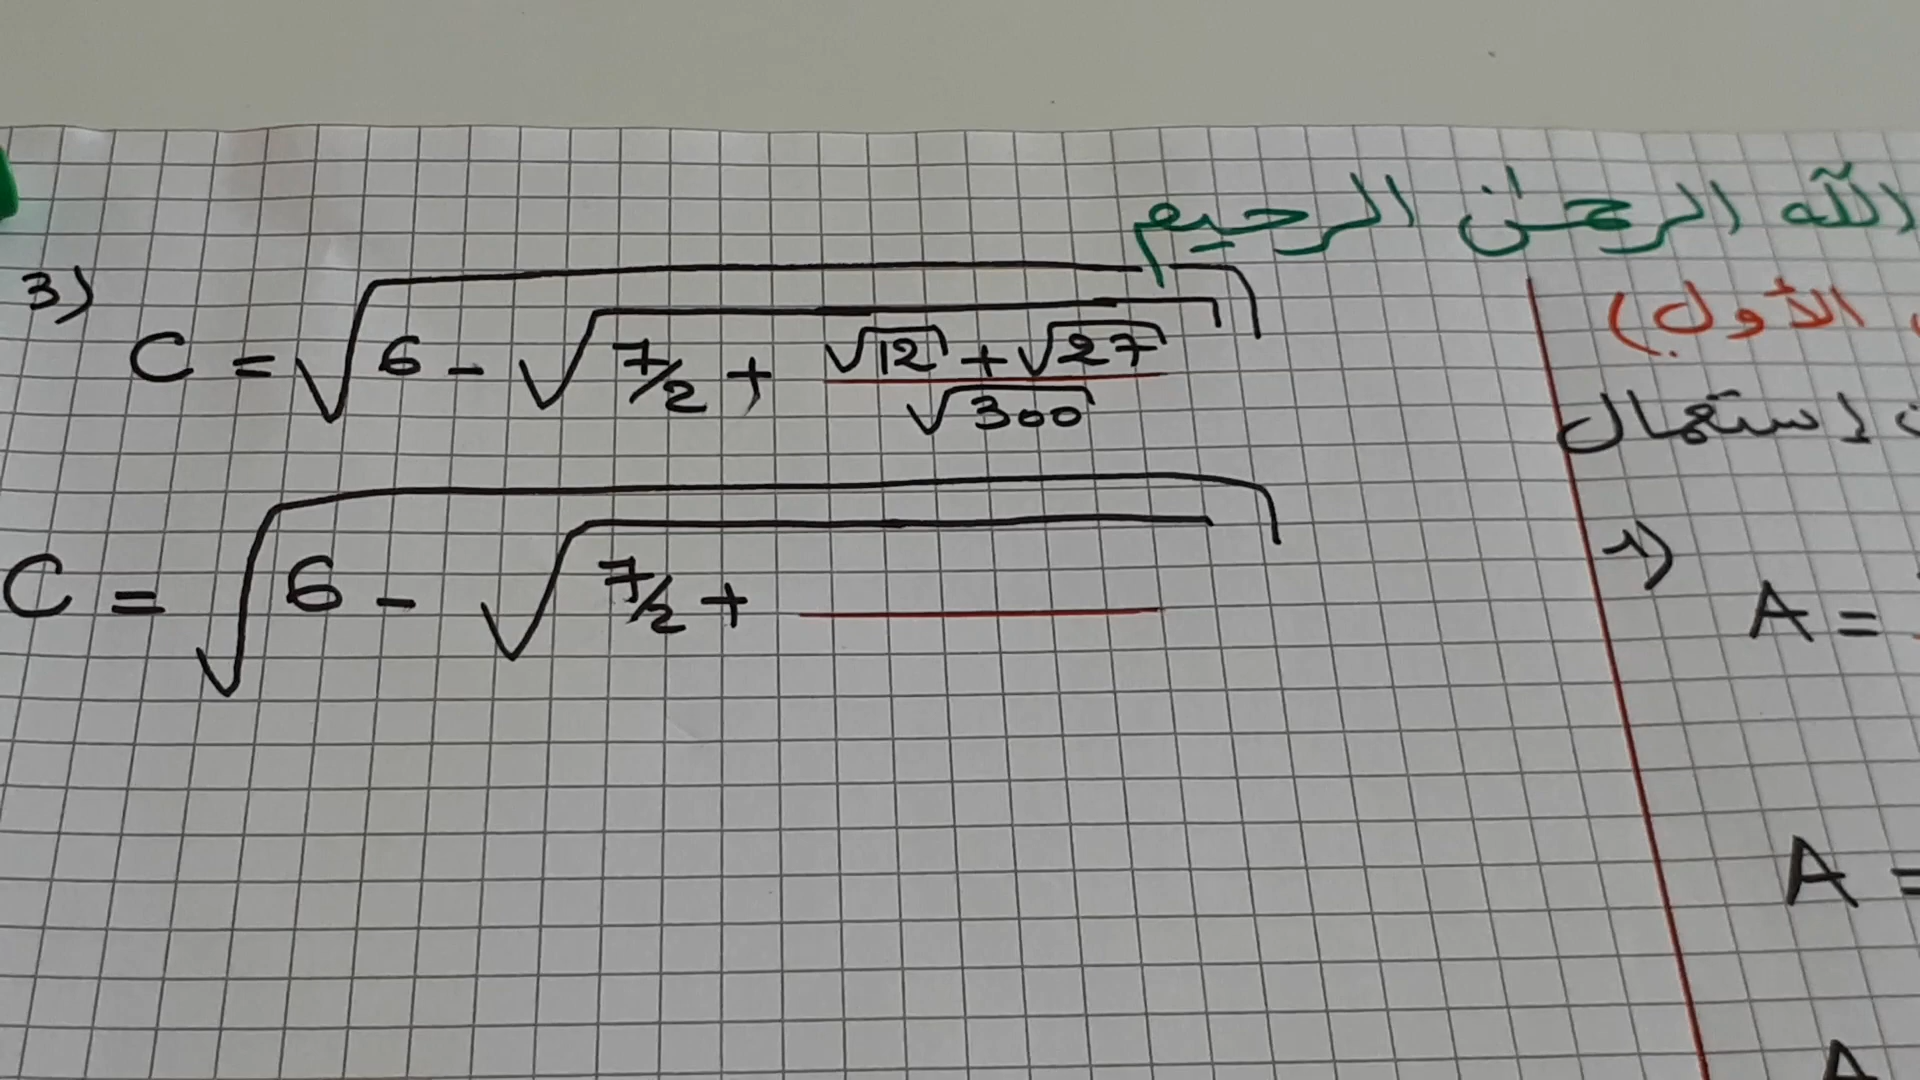 الله الرحمن الرحيم
الأول)
إستعمال
1)
A =
A =
A
3)
C = √(6 - √(7/2 + (√12 + √27)/√300))
C = √(6 - √(7/2 + ———))